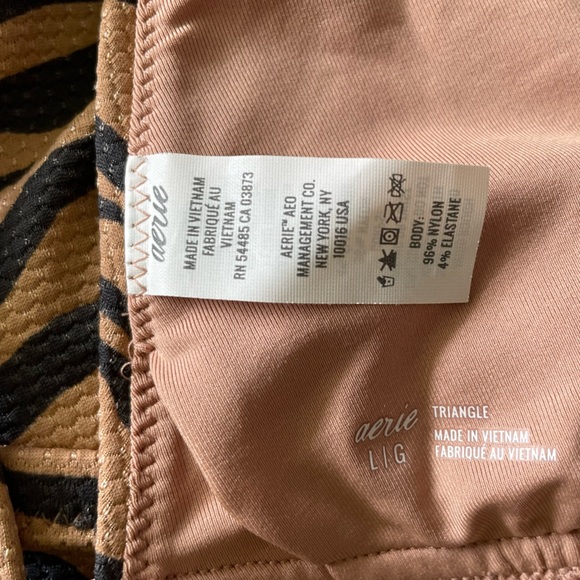 aerie
MADE IN VIETNAM
FABRIQUÉ AU
VIETNAM
RN 54485 CA 03873
AERIE™ AEO
MANAGEMENT CO.
NEW YORK, NY
10016 USA
BODY:
96% NYLON
4% ELASTANE
aerie
L|G
TRIANGLE
MADE IN VIETNAM
FABRIQUÉ AU VIETNAM